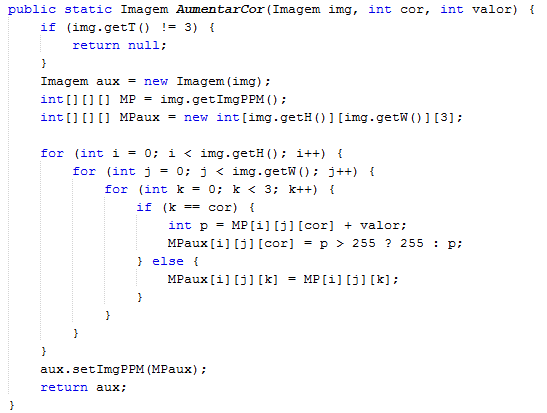 public static Imagem AumentarCor(Imagem img, int cor, int valor) {
    if (img.getT() != 3) {
        return null;
    }
    Imagem aux = new Imagem(img);
    int[][][] MP = img.getImgPPM();
    int[][][] MPaux = new int[img.getH()][img.getW()][3];

    for (int i = 0; i < img.getH(); i++) {
        for (int j = 0; j < img.getW(); j++) {
            for (int k = 0; k < 3; k++) {
                if (k == cor) {
                    int p = MP[i][j][cor] + valor;
                    MPaux[i][j][cor] = p > 255 ? 255 : p;
                } else {
                    MPaux[i][j][k] = MP[i][j][k];
                }
            }
        }
    }
    aux.setImgPPM(MPaux);
    return aux;
}